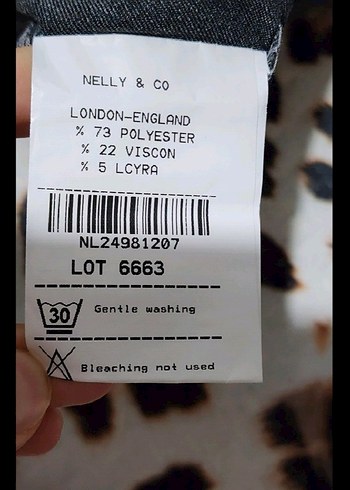 NELLY & CO
LONDON-ENGLAND
% 73 POLYESTER
% 22 VISCON
% 5 LCYRA
NL24981207
LOT 6663
30 Gentle washing
Bleaching not used